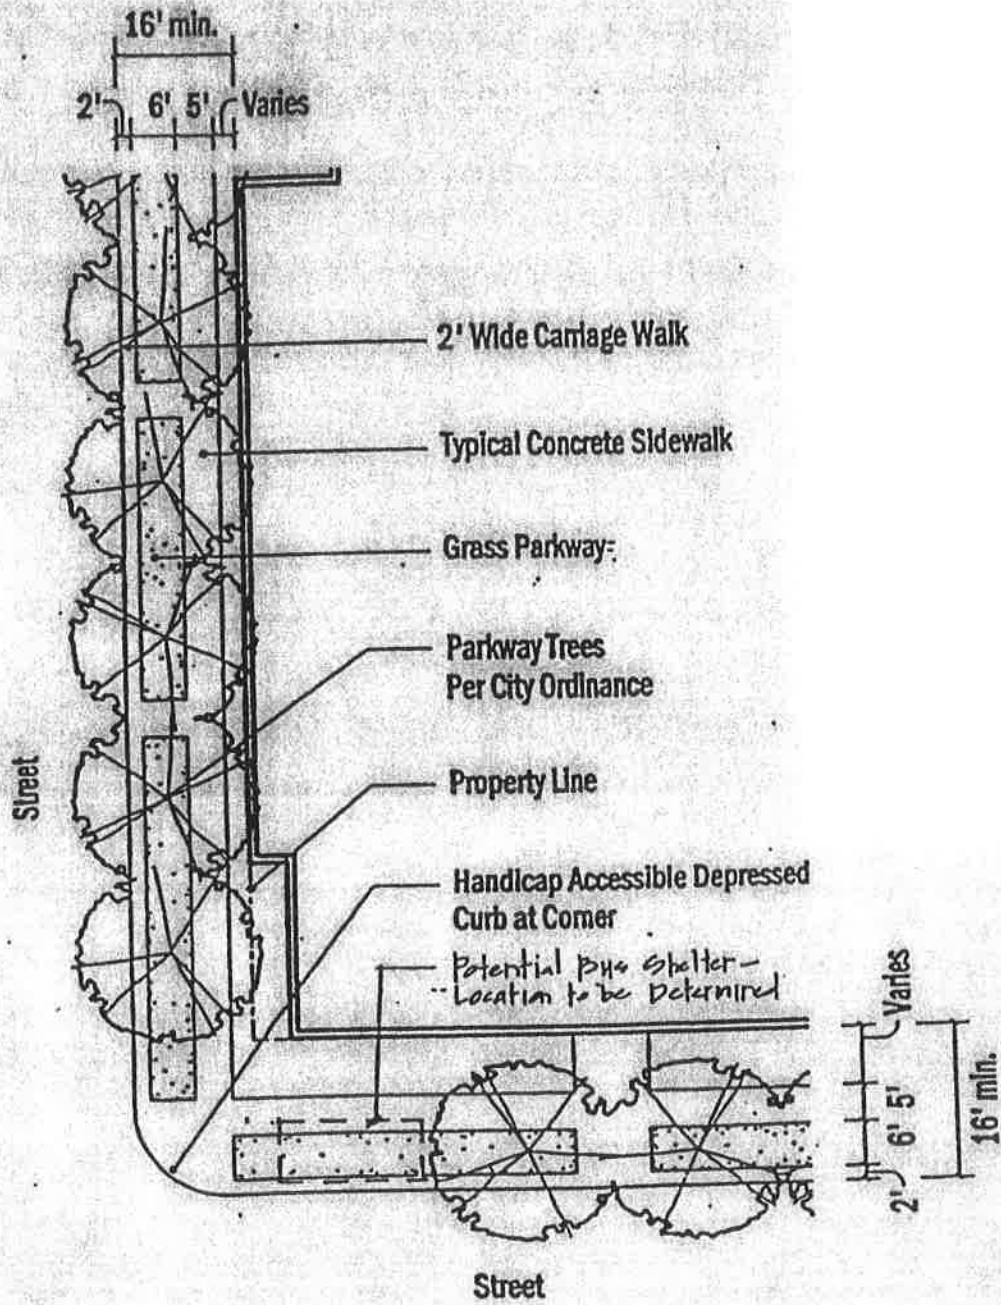 16' min.
2' 6' 5' Varies
2' Wide Carriage Walk
Typical Concrete Sidewalk
Grass Parkway
Parkway Trees
Per City Ordinance
Property Line
Handicap Accessible Depressed
Curb at Corner
Potential Bus Shelter -
Location to be Determined
Street
Varies
6' 5'
2'
16' min.
Street